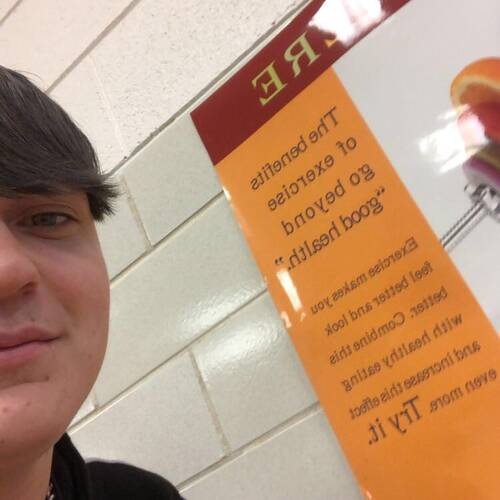 RE
The benefits
of exercise
go beyond
"good health."
Exercise makes you
feel better and look
better. Combine this
with healthy eating
and increase this effect
even more. Try it.